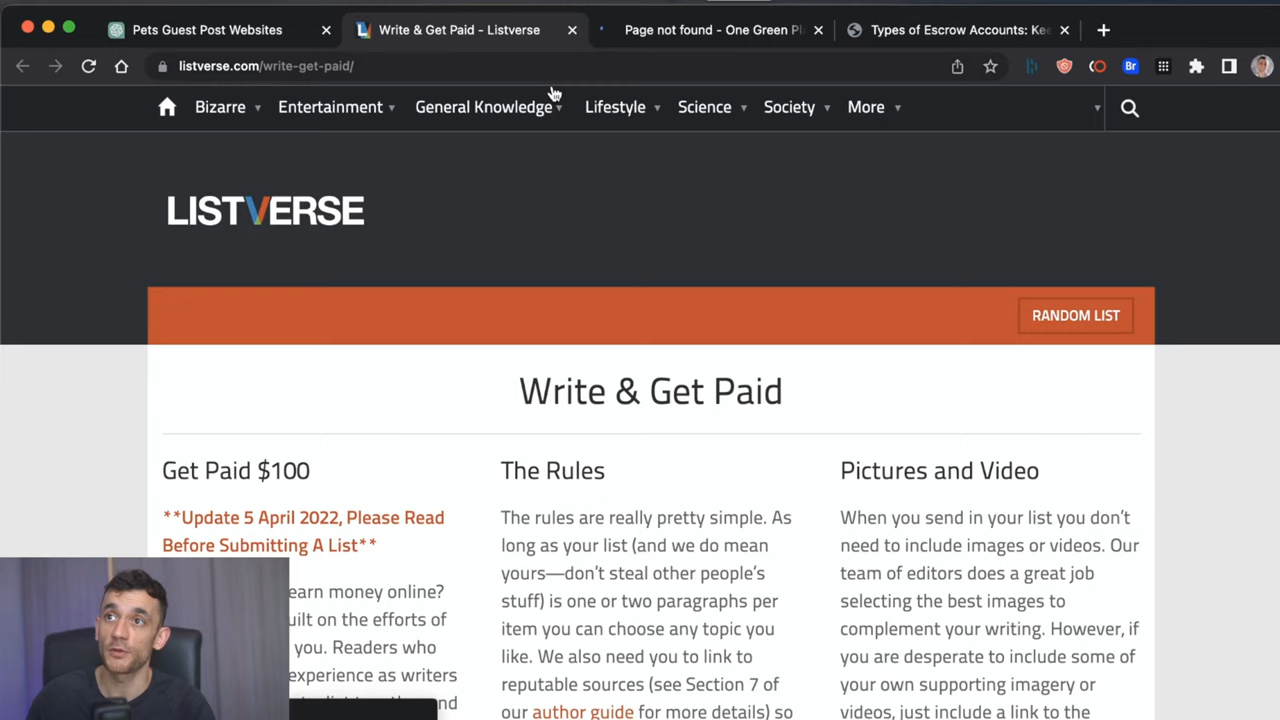 Pets Guest Post Websites
Write & Get Paid - Listverse
Page not found - One Green Pl
Types of Escrow Accounts: Kee
listverse.com/write-get-paid/
Br
Bizarre
Entertainment
General Knowledge
Lifestyle
Science
Society
More
LISTVERSE
RANDOM LIST
Write & Get Paid
Get Paid $100
**Update 5 April 2022, Please Read
Before Submitting A List**
earn money online?
uilt on the efforts of
you. Readers who
experience as writers
nd
The Rules
The rules are really pretty simple. As
long as your list (and we do mean
yours—don't steal other people's
stuff) is one or two paragraphs per
item you can choose any topic you
like. We also need you to link to
reputable sources (see Section 7 of
our author guide for more details) so
Pictures and Video
When you send in your list you don't
need to include images or videos. Our
team of editors does a great job
selecting the best images to
complement your writing. However, if
you are desperate to include some of
your own supporting imagery or
videos, just include a link to the